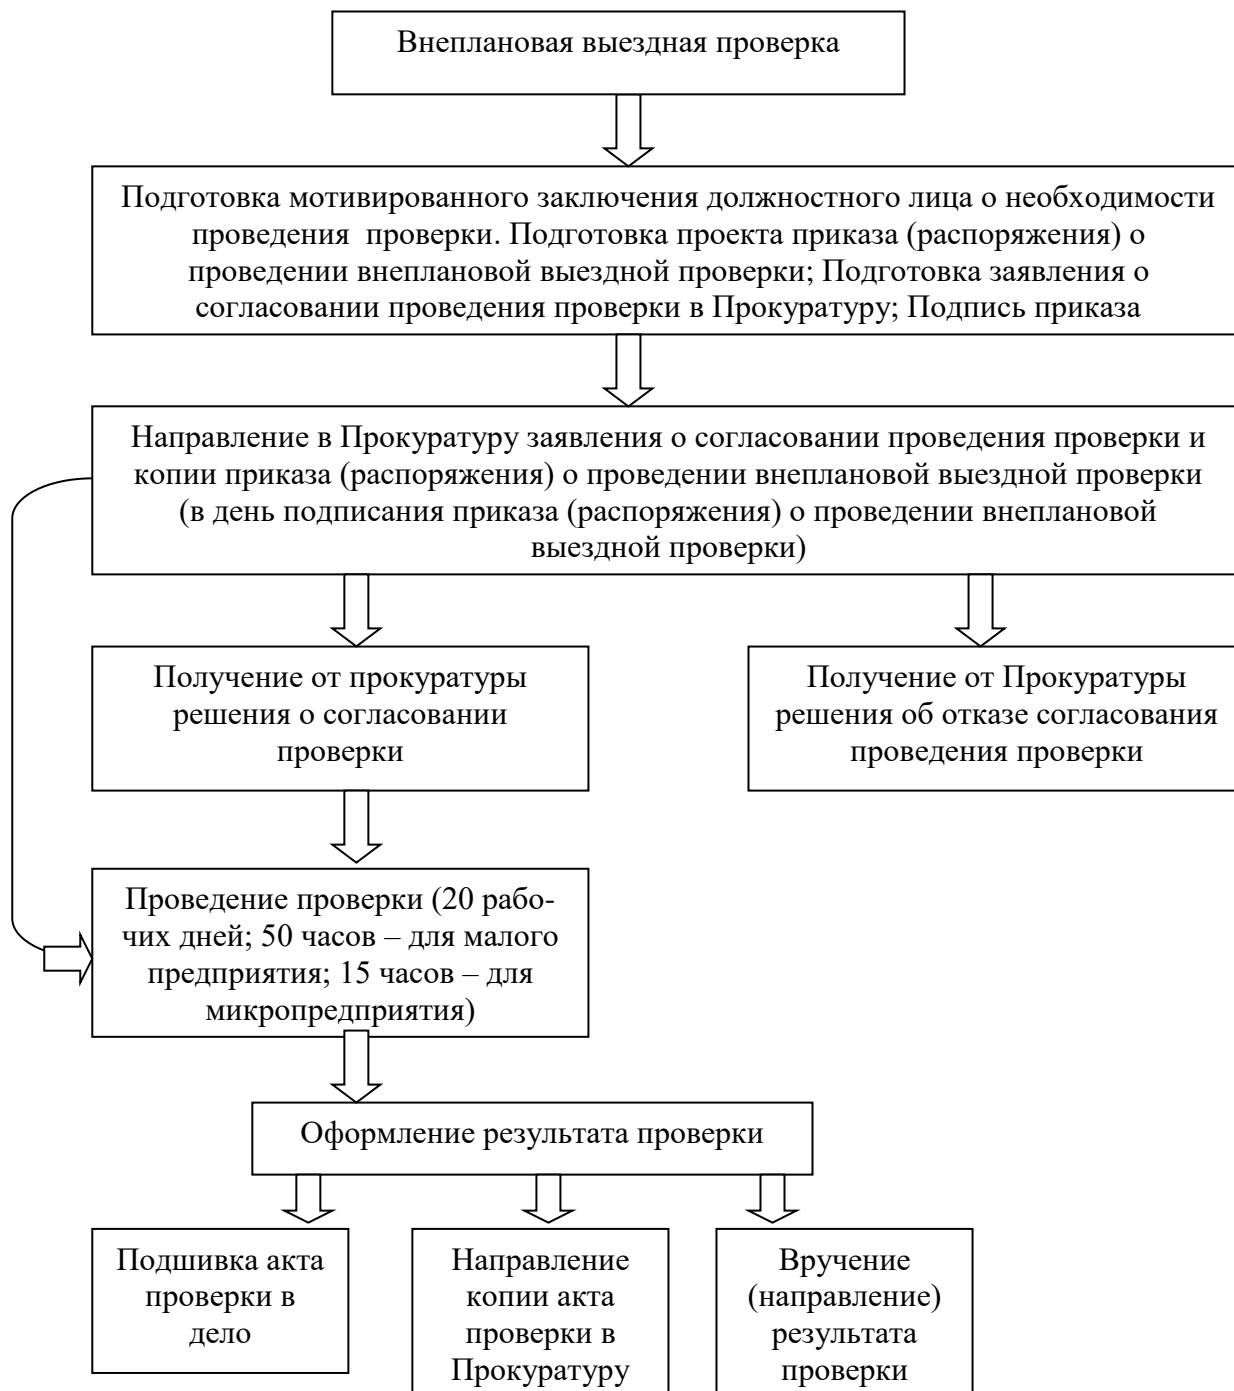 Внеплановая выездная проверка
Подготовка мотивированного заключения должностного лица о необходимости
проведения проверки. Подготовка проекта приказа (распоряжения) о
проведении внеплановой выездной проверки; Подготовка заявления о
согласовании проведения проверки в Прокуратуру; Подпись приказа
Направление в Прокуратуру заявления о согласовании проведения проверки и
копии приказа (распоряжения) о проведении внеплановой выездной проверки
(в день подписания приказа (распоряжения) о проведении внеплановой
выездной проверки)
Получение от прокуратуры
решения о согласовании
проверки
Получение от Прокуратуры
решения об отказе согласования
проведения проверки
Проведение проверки (20 рабо-
чих дней; 50 часов – для малого
предприятия; 15 часов – для
микропредприятия)
Оформление результата проверки
Подшивка акта
проверки в
дело
Направление
копии акта
проверки в
Прокуратуру
Вручение
(направление)
результата
проверки